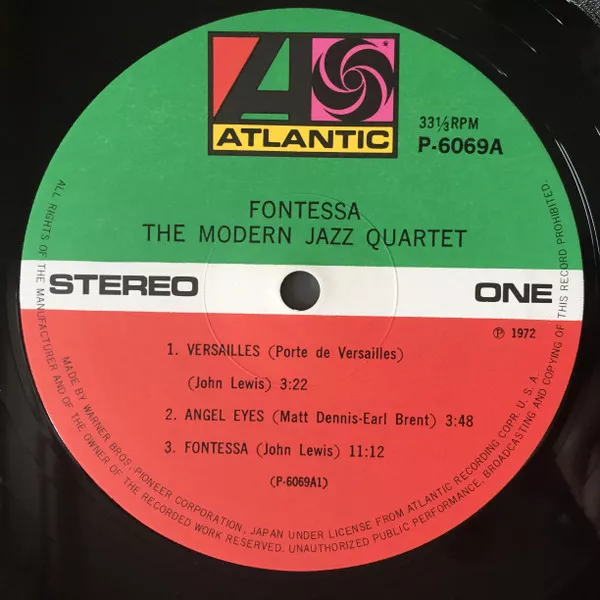 ATLANTIC
33⅓RPM
P-6069A
FONTESSA
THE MODERN JAZZ QUARTET
STEREO
ONE
℗ 1972
1. VERSAILLES (Porte de Versailles)
(John Lewis) 3:22
2. ANGEL EYES (Matt Dennis-Earl Brent) 3:48
3. FONTESSA (John Lewis) 11:12
(P-6069A1)
MADE BY WARNER BROS. PIONEER CORPORATION, JAPAN UNDER LICENSE FROM ATLANTIC RECORDING COPR. U. S. A.
ALL RIGHTS OF THE MANUFACTURER AND OF THE OWNER OF THE RECORDED WORK RESERVED. UNAUTHORIZED PUBLIC PERFORMANCE, BROADCASTING AND COPYING OF THIS RECORD PROHIBITED.